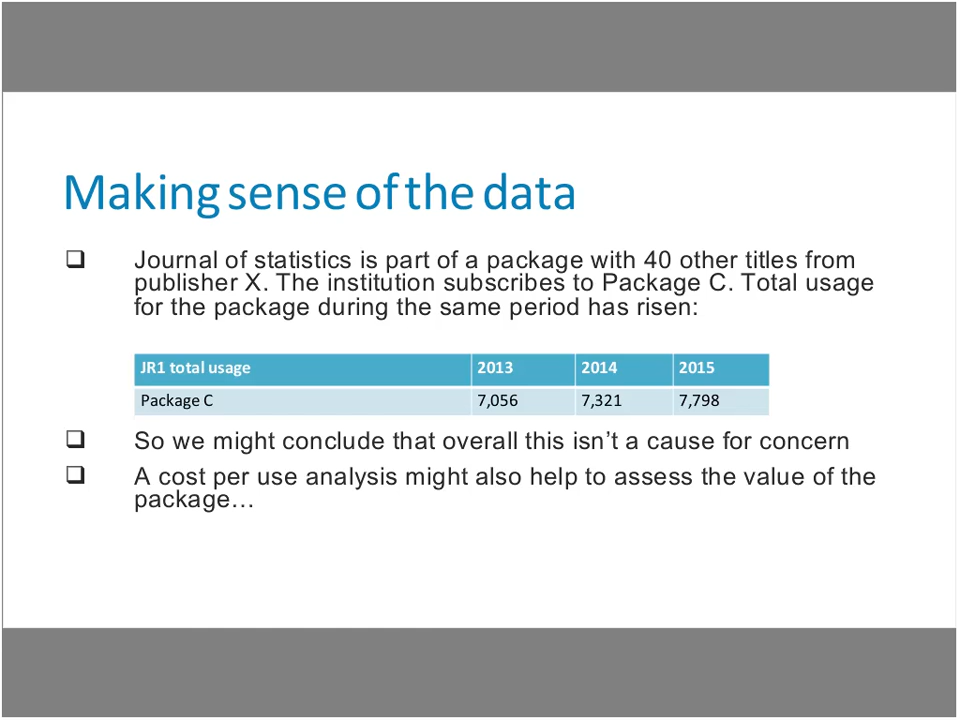 Making sense of the data
❑ Journal of statistics is part of a package with 40 other titles from
publisher X. The institution subscribes to Package C. Total usage
for the package during the same period has risen:
JR1 total usage 2013 2014 2015
Package C 7,056 7,321 7,798
❑ So we might conclude that overall this isn’t a cause for concern
❑ A cost per use analysis might also help to assess the value of the
package…